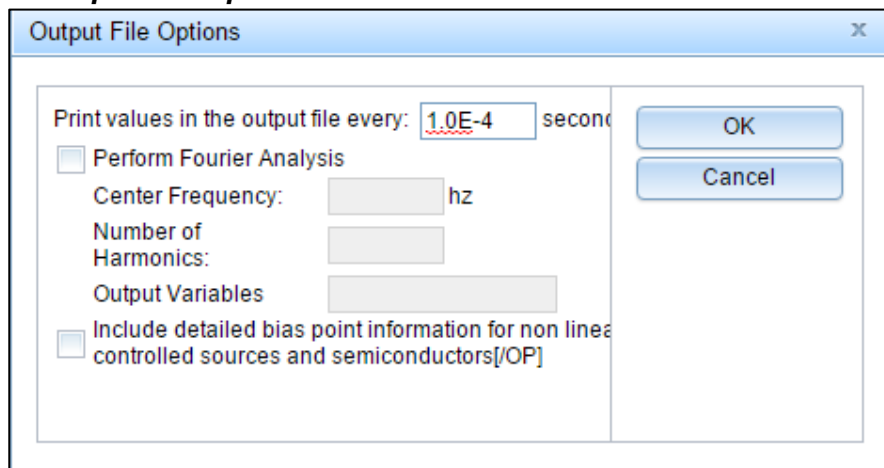 Output File Options
x
Print values in the output file every: 1.0E-4 second
OK
Cancel
Perform Fourier Analysis
Center Frequency: hz
Number of
Harmonics:
Output Variables
Include detailed bias point information for non linea
controlled sources and semiconductors[/OP]